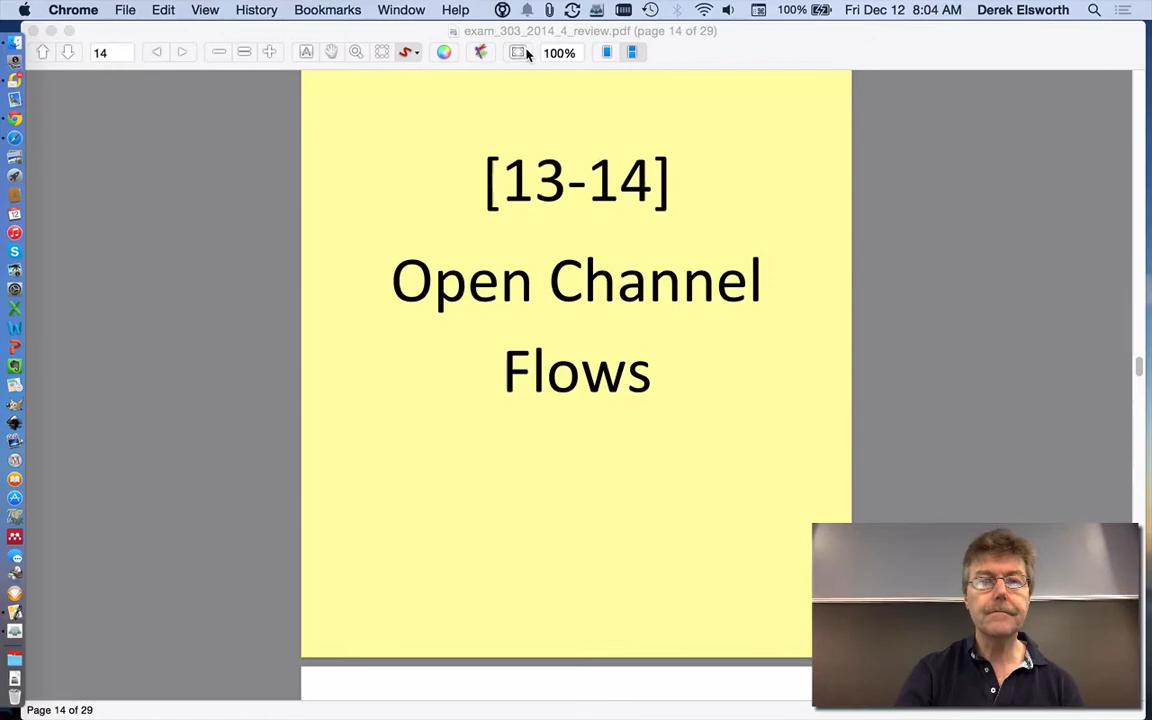 Chrome File Edit View History Bookmarks Window Help 100% Fri Dec 12 8:04 AM Derek Elsworth
exam_303_2014_4_review.pdf (page 14 of 29)
14 100%
[13-14]
Open Channel
Flows
Page 14 of 29